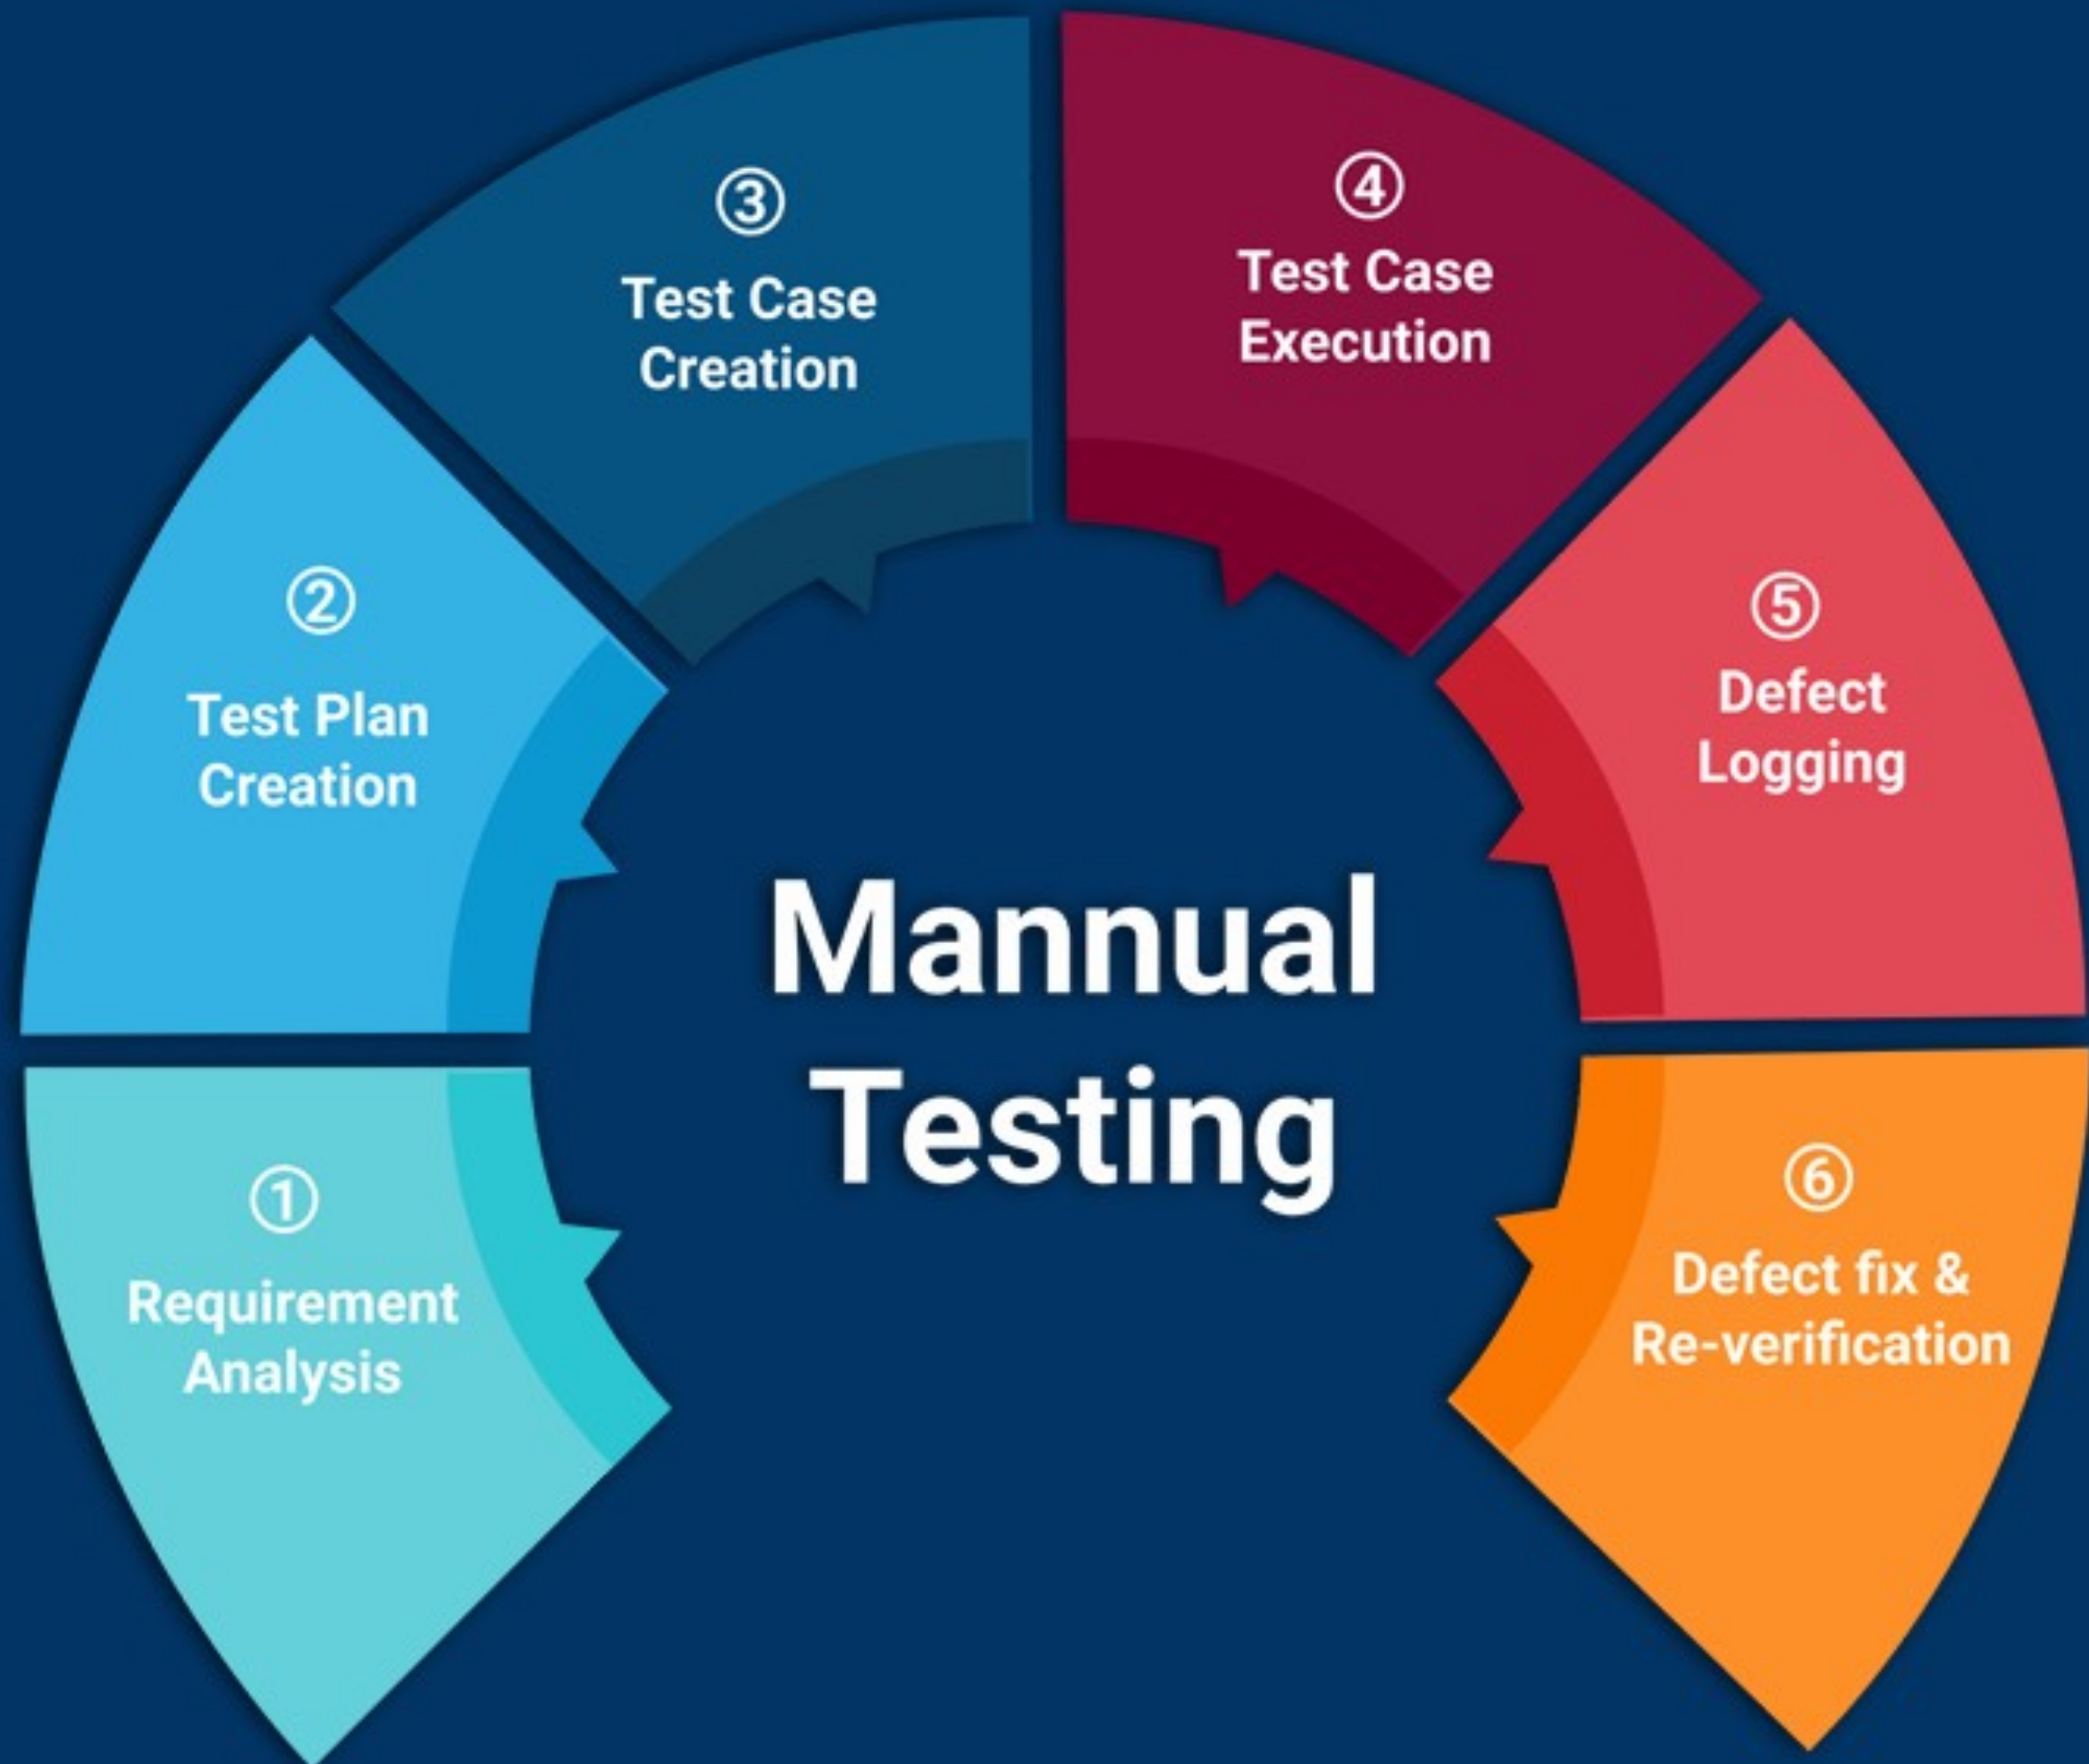 ①
Requirement
Analysis
②
Test Plan
Creation
③
Test Case
Creation
④
Test Case
Execution
⑤
Defect
Logging
⑥
Defect fix &
Re-verification
Mannual
Testing